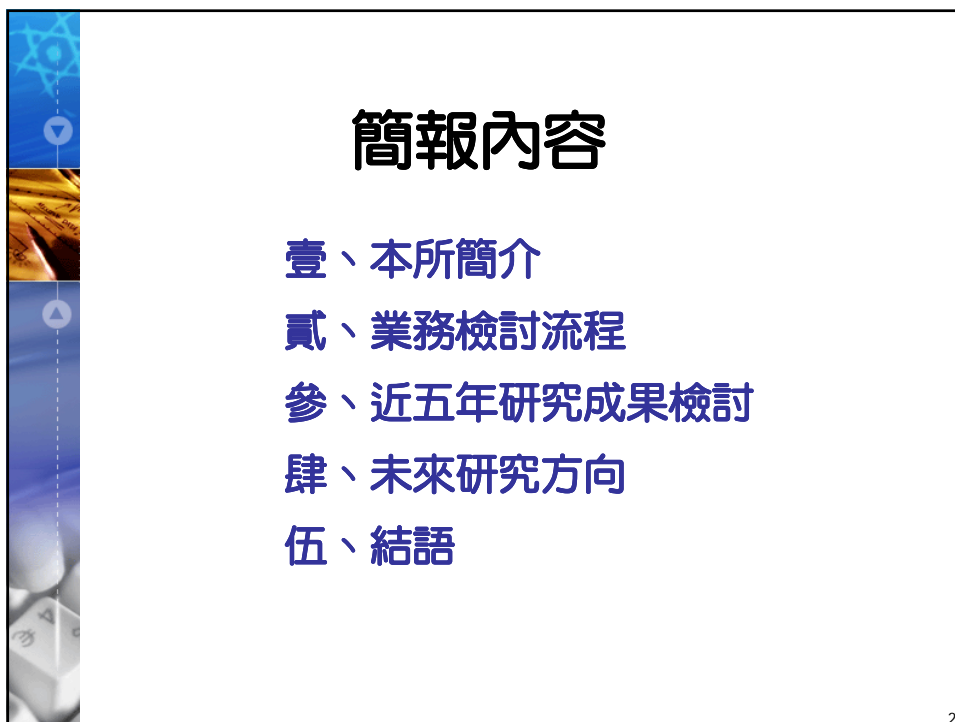 簡報內容
壹、本所簡介
貳、業務檢討流程
參、近五年研究成果檢討
肆、未來研究方向
伍、結語
2